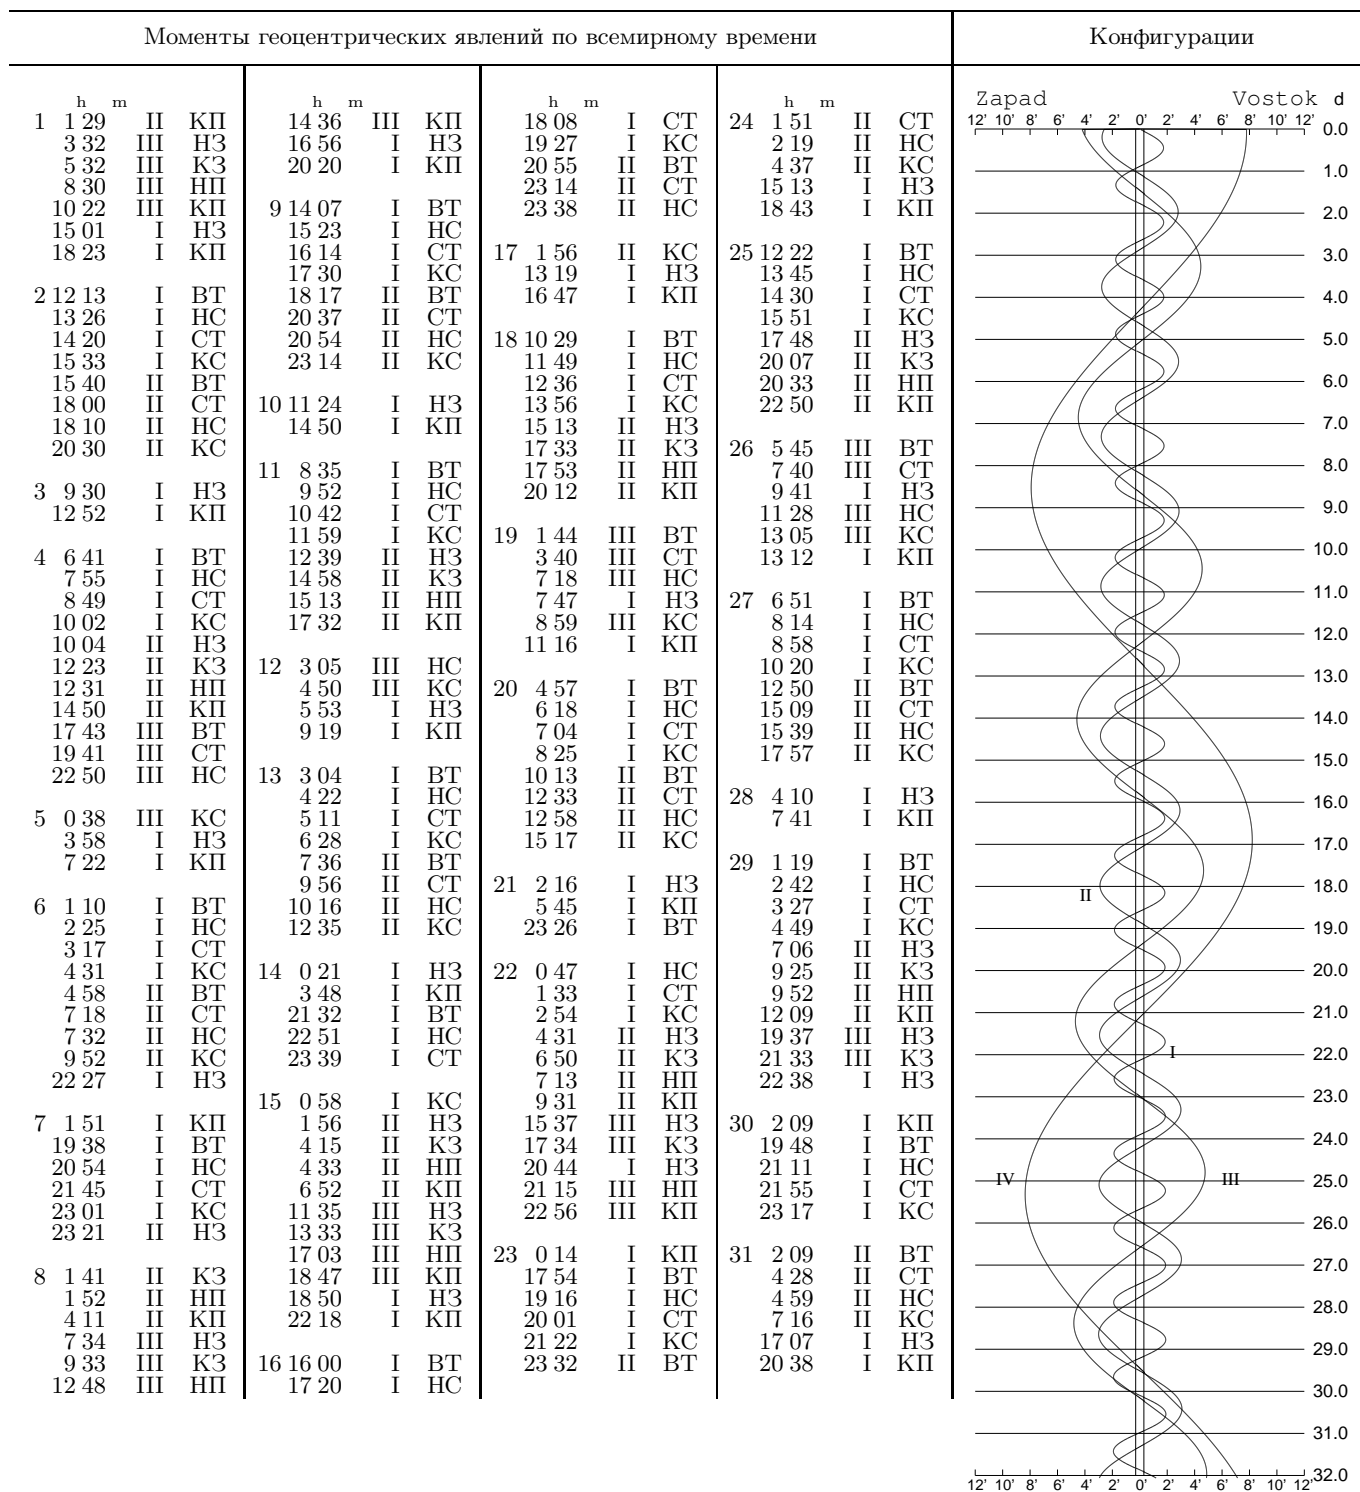 Моменты геоцентрических явлений по всемирному времени
Конфигурации
h m
1 1 29 II КП
3 32 III НЗ
5 32 III КЗ
8 30 III НП
10 22 III КП
15 01 I НЗ
18 23 I КП
2 12 13 I ВТ
13 26 I НС
14 20 I СТ
15 33 I КС
15 40 II ВТ
18 00 II СТ
18 10 II НС
20 30 II КС
3 9 30 I НЗ
12 52 I КП
4 6 41 I ВТ
7 55 I НС
8 49 I СТ
10 02 I КС
10 04 II НЗ
12 23 II КЗ
12 31 II НП
14 50 II КП
17 43 III ВТ
19 41 III СТ
22 50 III НС
5 0 38 III КС
3 58 I НЗ
7 22 I КП
6 1 10 I ВТ
2 25 I НС
3 17 I СТ
4 31 I КС
4 58 II ВТ
7 18 II СТ
7 32 II НС
9 52 II КС
22 27 I НЗ
7 1 51 I КП
19 38 I ВТ
20 54 I НС
21 45 I СТ
23 01 I КС
23 21 II НЗ
8 1 41 II КЗ
1 52 II НП
4 11 II КП
7 34 III НЗ
9 33 III КЗ
12 48 III НП
h m
14 36 III КП
16 56 I НЗ
20 20 I КП
9 14 07 I ВТ
15 23 I НС
16 14 I СТ
17 30 I КС
18 17 II ВТ
20 37 II СТ
20 54 II НС
23 14 II КС
10 11 24 I НЗ
14 50 I КП
11 8 35 I ВТ
9 52 I НС
10 42 I СТ
11 59 I КС
12 39 II НЗ
14 58 II КЗ
15 13 II НП
17 32 II КП
12 3 05 III НС
4 50 III КС
5 53 I НЗ
9 19 I КП
13 3 04 I ВТ
4 22 I НС
5 11 I СТ
6 28 I КС
7 36 II ВТ
9 56 II СТ
10 16 II НС
12 35 II КС
14 0 21 I НЗ
3 48 I КП
21 32 I ВТ
22 51 I НС
23 39 I СТ
15 0 58 I КС
1 56 II НЗ
4 15 II КЗ
4 33 II НП
6 52 II КП
11 35 III НЗ
13 33 III КЗ
17 03 III НП
18 47 III КП
18 50 I НЗ
22 18 I КП
16 16 00 I ВТ
17 20 I НС
h m
18 08 I СТ
19 27 I КС
20 55 II ВТ
23 14 II СТ
23 38 II НС
17 1 56 II КС
13 19 I НЗ
16 47 I КП
18 10 29 I ВТ
11 49 I НС
12 36 I СТ
13 56 I КС
15 13 II НЗ
17 33 II КЗ
17 53 II НП
20 12 II КП
19 1 44 III ВТ
3 40 III СТ
7 18 III НС
7 47 I НЗ
8 59 III КС
11 16 I КП
20 4 57 I ВТ
6 18 I НС
7 04 I СТ
8 25 I КС
10 13 II ВТ
12 33 II СТ
12 58 II НС
15 17 II КС
21 2 16 I НЗ
5 45 I КП
23 26 I ВТ
22 0 47 I НС
1 33 I СТ
2 54 I КС
4 31 II НЗ
6 50 II КЗ
7 13 II НП
9 31 II КП
15 37 III НЗ
17 34 III КЗ
20 44 I НЗ
21 15 III НП
22 56 III КП
23 0 14 I КП
17 54 I ВТ
19 16 I НС
20 01 I СТ
21 22 I КС
23 32 II ВТ
h m
24 1 51 II СТ
2 19 II НС
4 37 II КС
15 13 I НЗ
18 43 I КП
25 12 22 I ВТ
13 45 I НС
14 30 I СТ
15 51 I КС
17 48 II НЗ
20 07 II КЗ
20 33 II НП
22 50 II КП
26 5 45 III ВТ
7 40 III СТ
9 41 I НЗ
11 28 III НС
13 05 III КС
13 12 I КП
27 6 51 I ВТ
8 14 I НС
8 58 I СТ
10 20 I КС
12 50 II ВТ
15 09 II СТ
15 39 II НС
17 57 II КС
28 4 10 I НЗ
7 41 I КП
29 1 19 I ВТ
2 42 I НС
3 27 I СТ
4 49 I КС
7 06 II НЗ
9 25 II КЗ
9 52 II НП
12 09 II КП
19 37 III НЗ
21 33 III КЗ
22 38 I НЗ
30 2 09 I КП
19 48 I ВТ
21 11 I НС
21 55 I СТ
23 17 I КС
31 2 09 II ВТ
4 28 II СТ
4 59 II НС
7 16 II КС
17 07 I НЗ
20 38 I КП
Zapad Vostok d
12' 10' 8' 6' 4' 2' 0' 2' 4' 6' 8' 10' 12' 0.0
1.0
2.0
3.0
4.0
5.0
6.0
7.0
8.0
9.0
10.0
11.0
12.0
13.0
14.0
15.0
16.0
17.0
II 18.0
19.0
20.0
21.0
I 22.0
23.0
24.0
IV III 25.0
26.0
27.0
28.0
29.0
30.0
31.0
32.0
12' 10' 8' 6' 4' 2' 0' 2' 4' 6' 8' 10' 12'